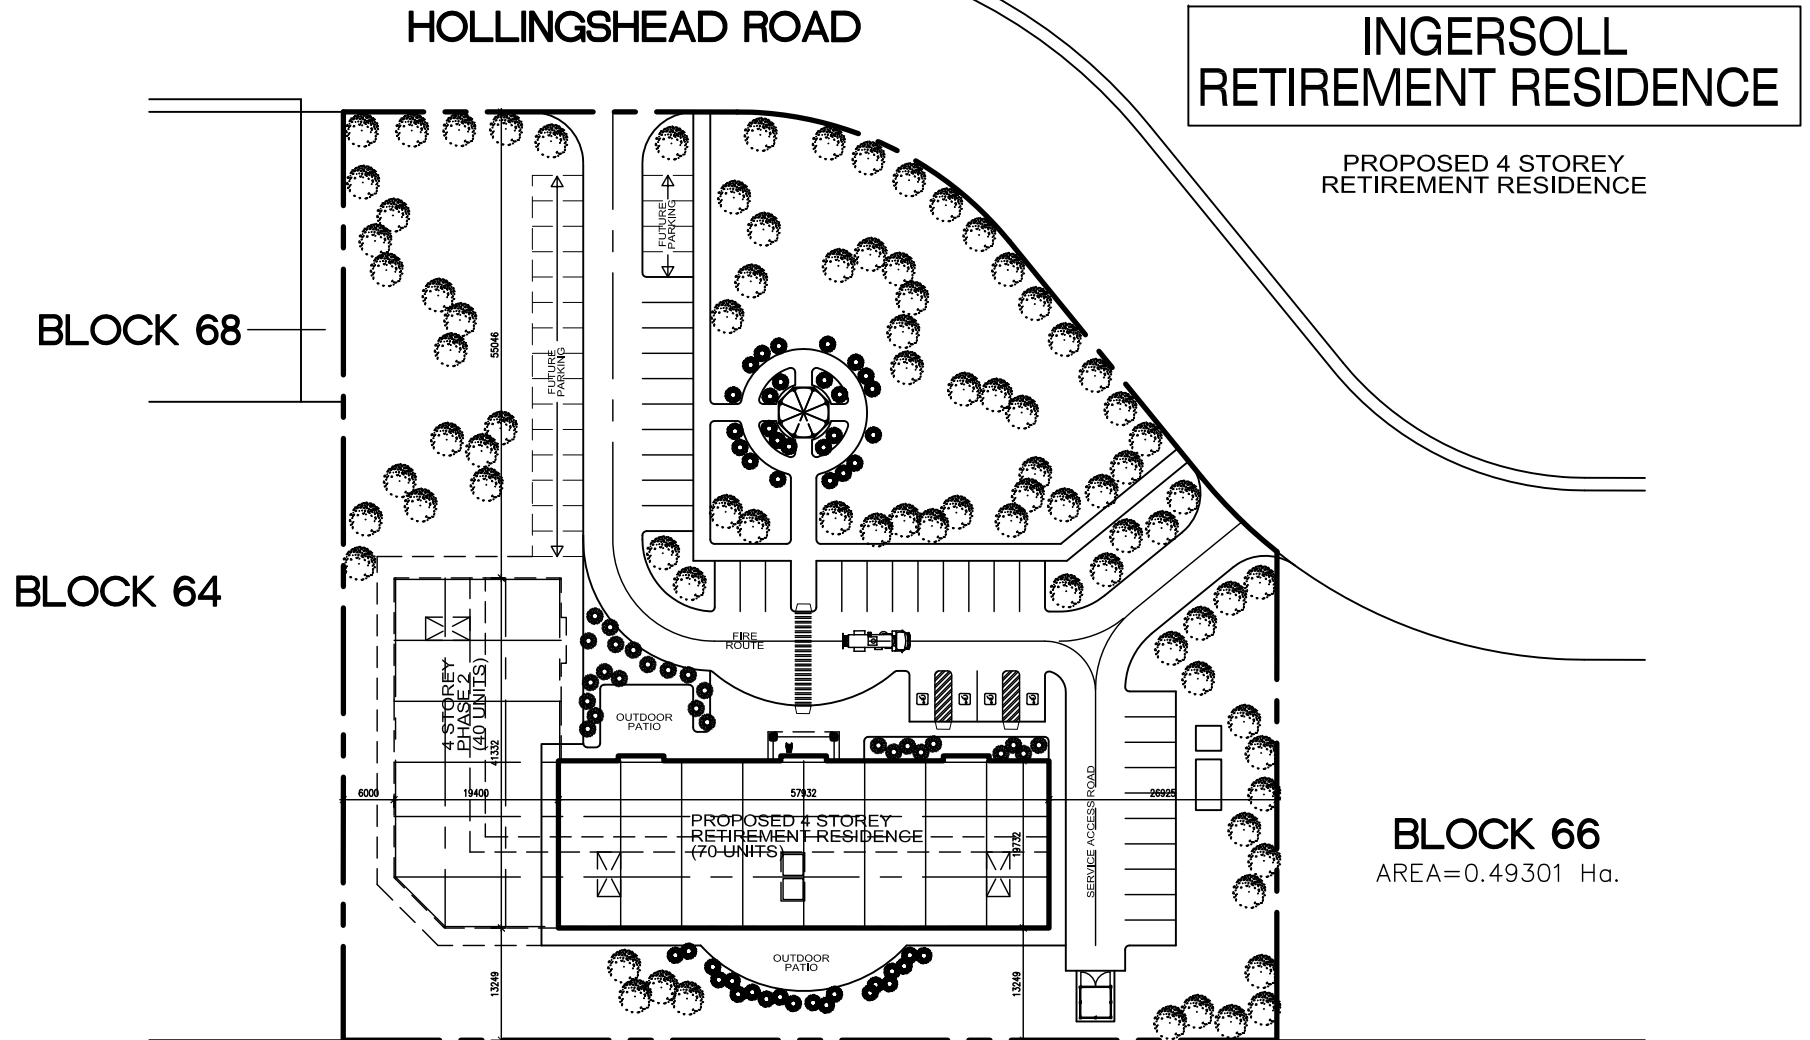 HOLLINGSHEAD ROAD
INGERSOLL
RETIREMENT RESIDENCE
PROPOSED 4 STOREY
RETIREMENT RESIDENCE
FUTURE
PARKING
BLOCK 68
55046
FUTURE
PARKING
BLOCK 64
FIRE
ROUTE
4 STOREY
PHASE 2
(40 UNITS)
OUTDOOR
PATIO
41332
6000
19400
57932
26925
PROPOSED 4 STOREY
RETIREMENT RESIDENCE
(70 UNITS)
19732
SERVICE ACCESS ROAD
BLOCK 66
AREA=0.49301 Ha.
OUTDOOR
PATIO
13249
13249